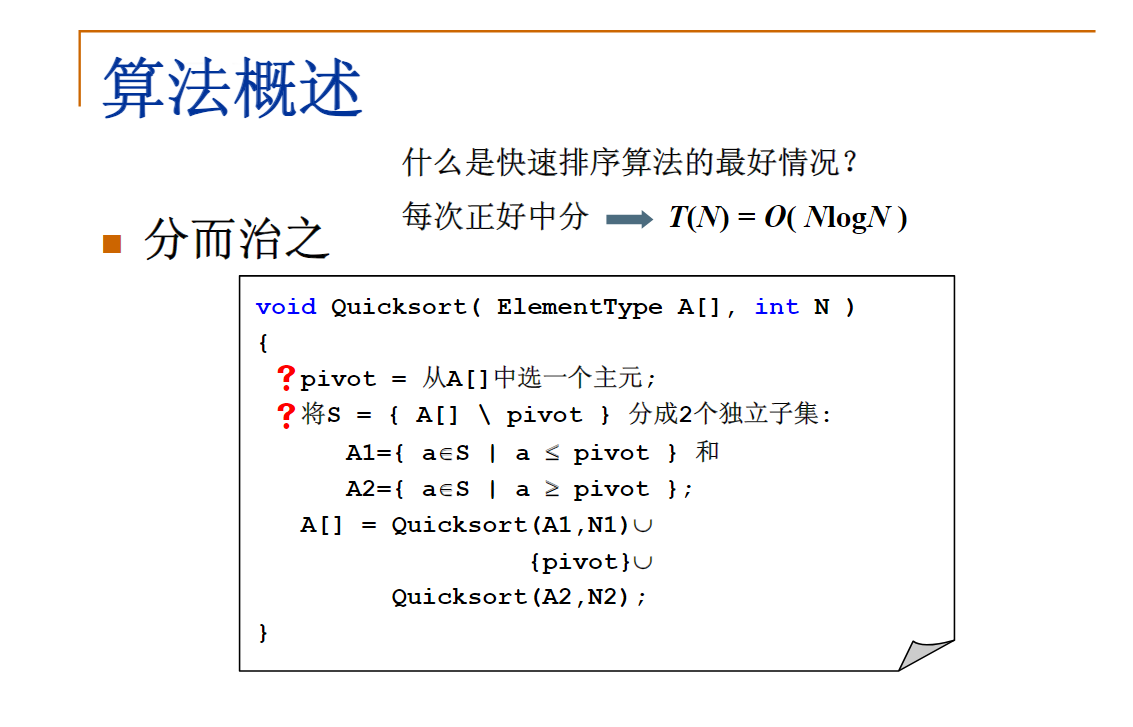 算法概述
什么是快速排序算法的最好情况？
每次正好中分 T(N) = O( NlogN )
分而治之
void Quicksort( ElementType A[], int N )
{
？pivot = 从A[]中选一个主元;
？将S = { A[] \ pivot } 分成2个独立子集:
A1={ a∈S | a ≤ pivot } 和
A2={ a∈S | a ≥ pivot };
A[] = Quicksort(A1,N1)∪
{pivot}∪
Quicksort(A2,N2);
}